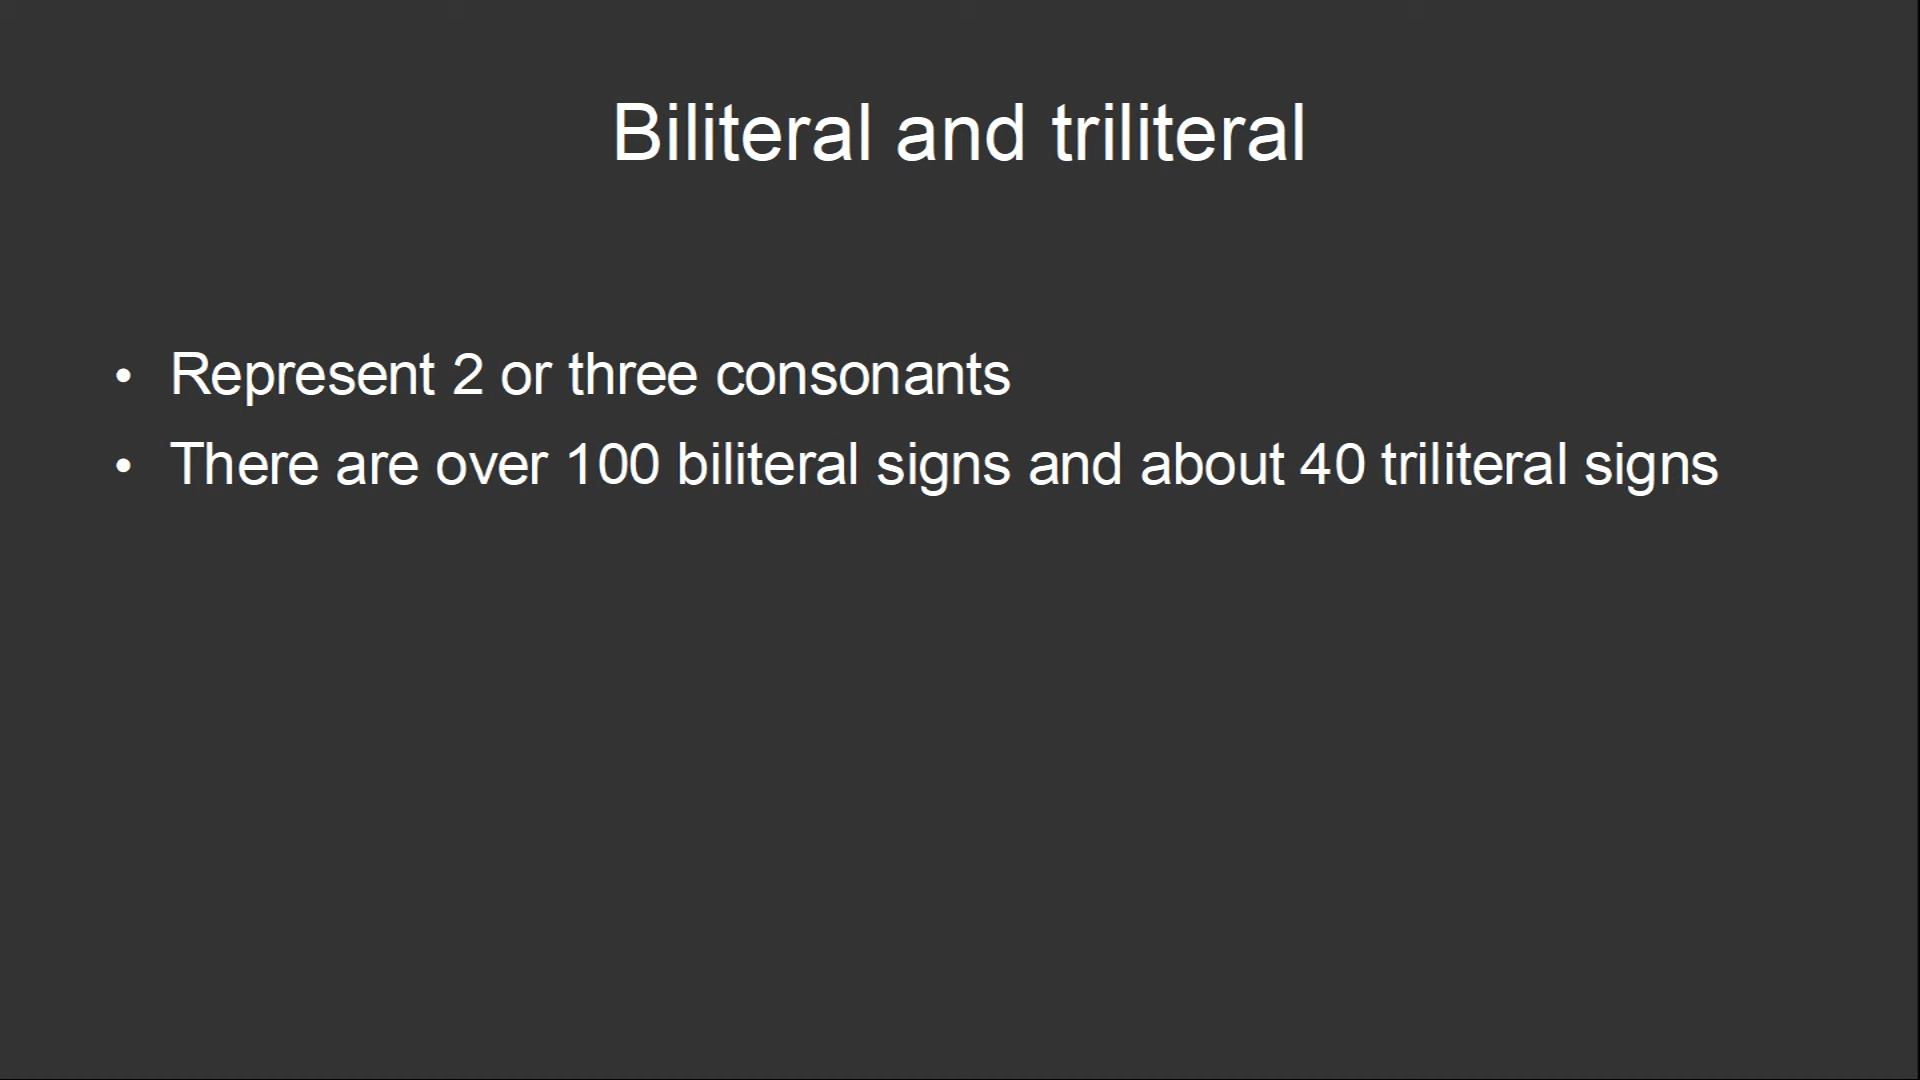 Biliteral and triliteral
• Represent 2 or three consonants
• There are over 100 biliteral signs and about 40 triliteral signs